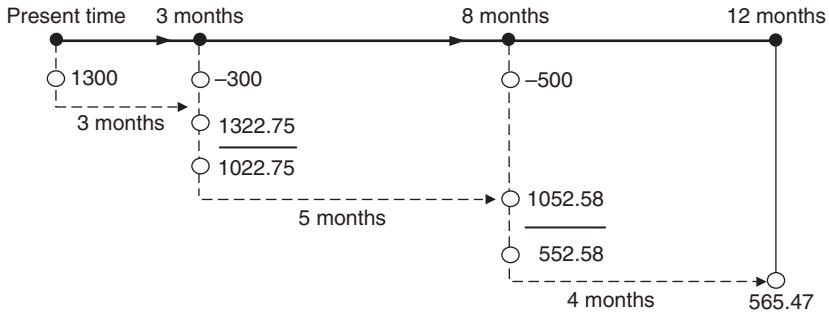 Present time 3 months 8 months 12 months
1300 –300 –500
3 months
1322.75
1022.75
1052.58
5 months
552.58
4 months
565.47